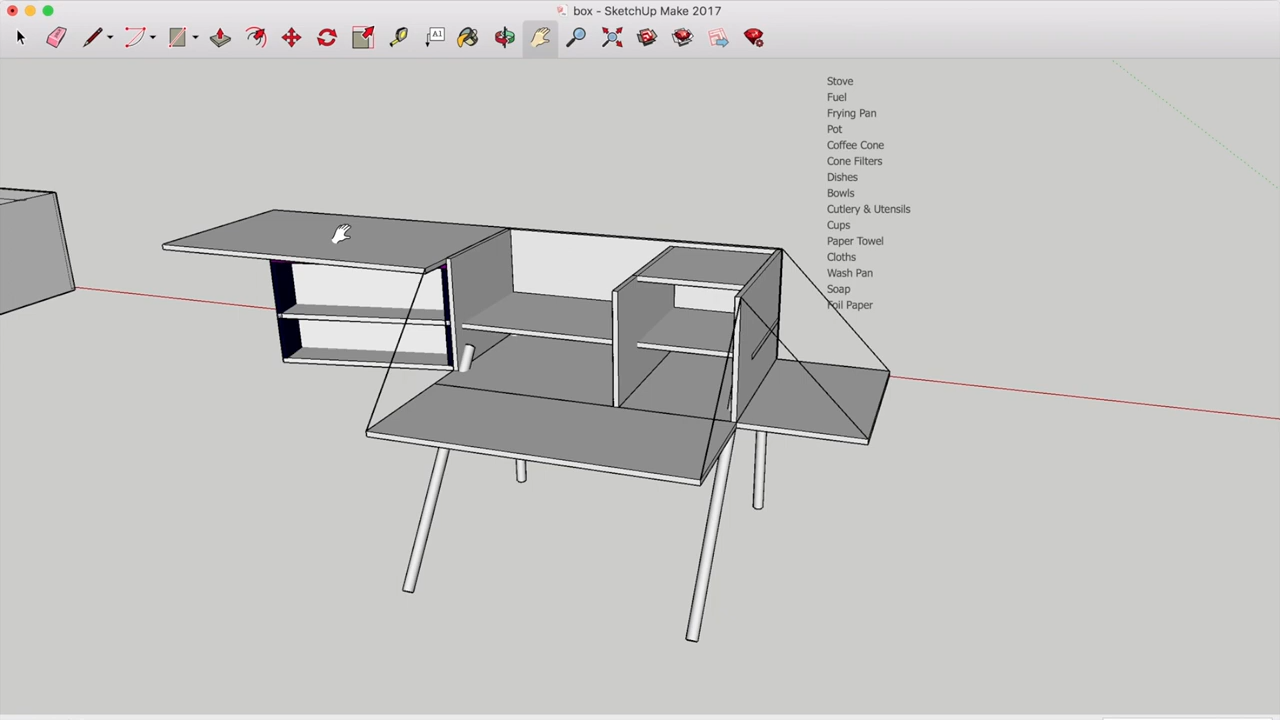 box - SketchUp Make 2017
A1
Stove
Fuel
Frying Pan
Pot
Coffee Cone
Cone Filters
Dishes
Bowls
Cutlery & Utensils
Cups
Paper Towel
Cloths
Wash Pan
Soap
Foil Paper